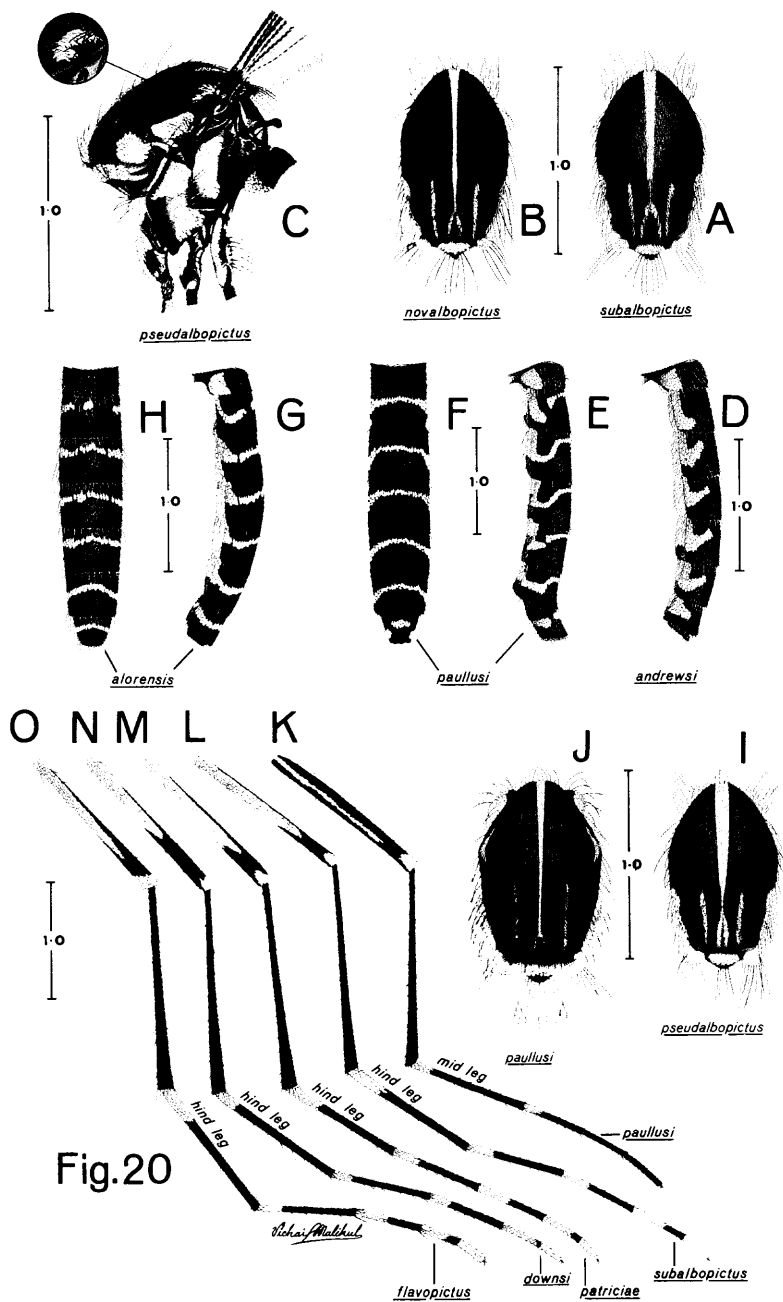 1·0
C
pseudalbopictus
B
novalbopictus
1·0
A
subalbopictus
H
1·0
G
alorensis
F
1·0
E
paullusi
D
1·0
andrewsi
O N M L K
1·0
J
1·0
I
paullusi
pseudalbopictus
hind leg
hind leg
hind leg
hind leg
mid leg
paullusi
Fig.20
Vichai Malikul
flavopictus
downsi
patriciae
subalbopictus